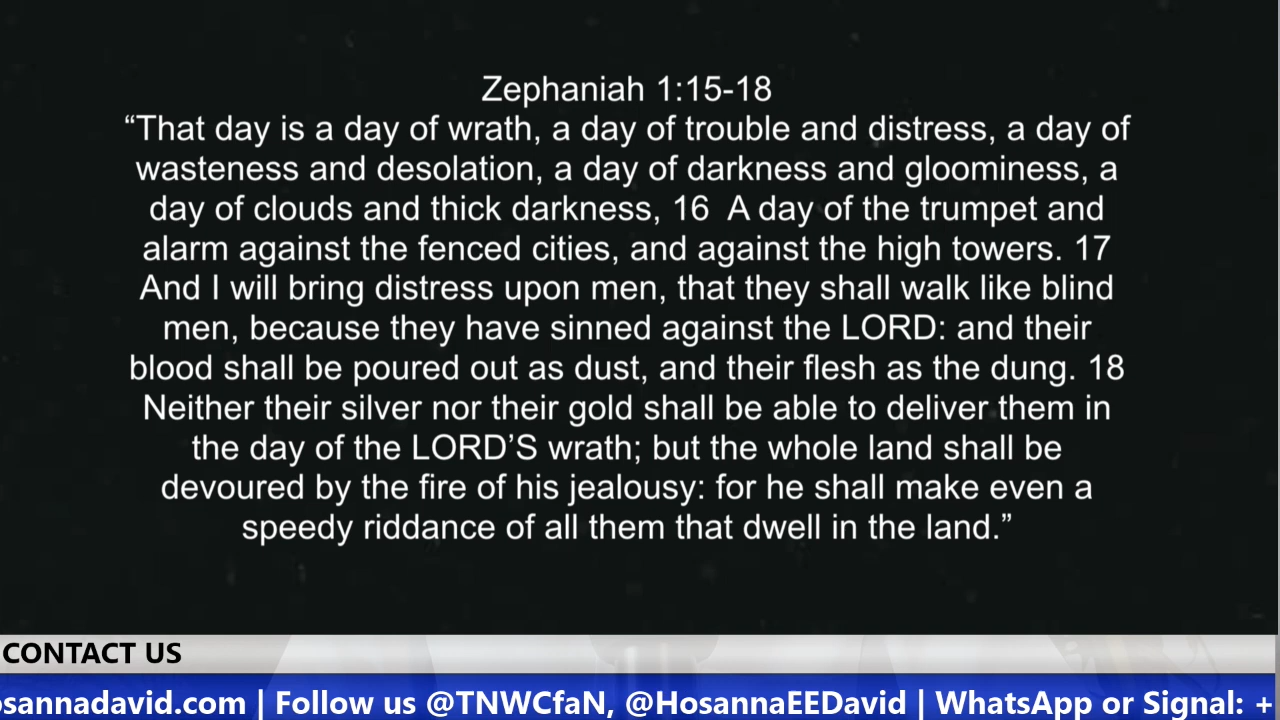 Zephaniah 1:15-18
“That day is a day of wrath, a day of trouble and distress, a day of
wasteness and desolation, a day of darkness and gloominess, a
day of clouds and thick darkness, 16  A day of the trumpet and
alarm against the fenced cities, and against the high towers. 17
And I will bring distress upon men, that they shall walk like blind
men, because they have sinned against the LORD: and their
blood shall be poured out as dust, and their flesh as the dung. 18
Neither their silver nor their gold shall be able to deliver them in
the day of the LORD’S wrath; but the whole land shall be
devoured by the fire of his jealousy: for he shall make even a
speedy riddance of all them that dwell in the land.”
CONTACT US
osannadavid.com | Follow us @TNWCfaN, @HosannaEEDavid | WhatsApp or Signal: +